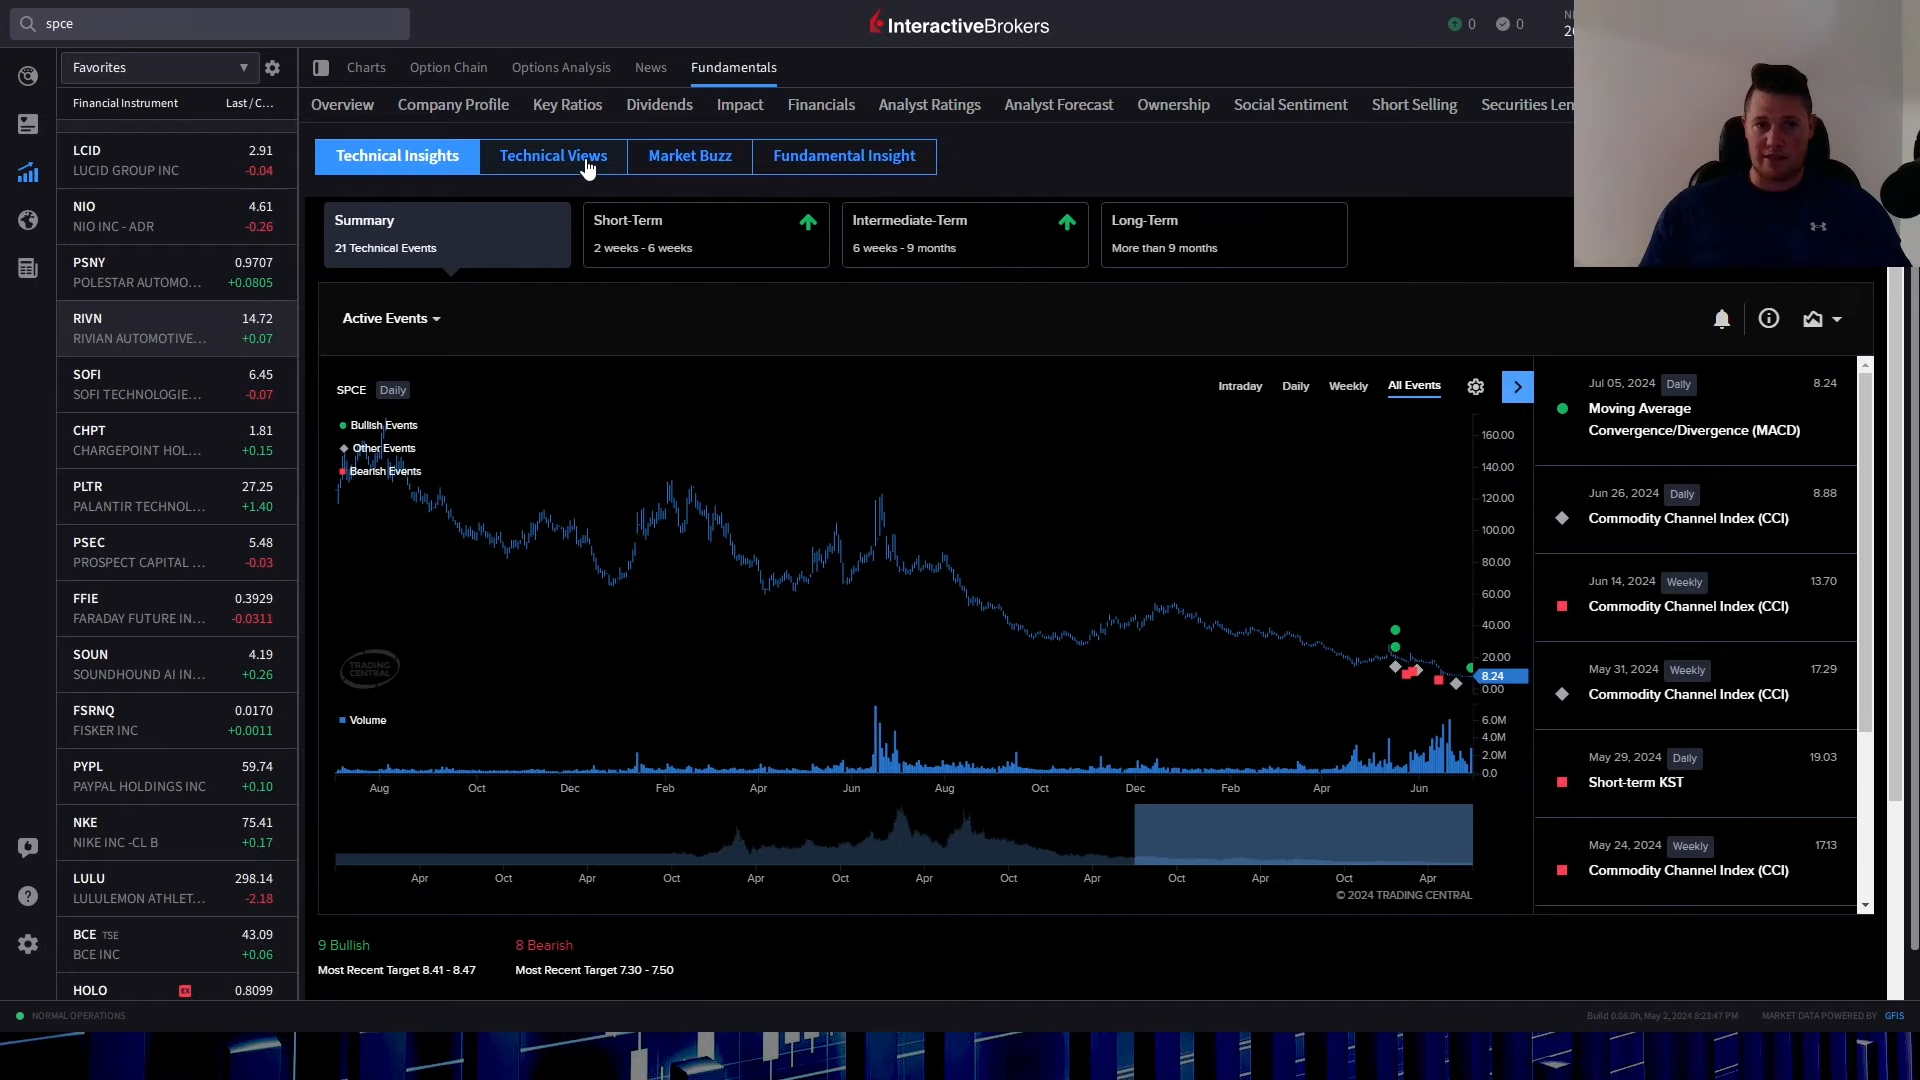 spce
InteractiveBrokers
0
0
Favorites
Charts
Option Chain
Options Analysis
News
Fundamentals
Financial Instrument
Last / C...
Overview
Company Profile
Key Ratios
Dividends
Impact
Financials
Analyst Ratings
Analyst Forecast
Ownership
Social Sentiment
Short Selling
Securities Len
Technical Insights
Technical Views
Market Buzz
Fundamental Insight
LCID 2.91
LUCID GROUP INC -0.04
NIO 4.61
NIO INC - ADR -0.26
PSNY 0.9707
POLESTAR AUTOMO... +0.0805
RIVN 14.72
RIVIAN AUTOMOTIVE... +0.07
SOFI 6.45
SOFI TECHNOLOGIE... -0.07
CHPT 1.81
CHARGEPOINT HOL... +0.15
PLTR 27.25
PALANTIR TECHNOL... +1.40
PSEC 5.48
PROSPECT CAPITAL ... -0.03
FFIE 0.3929
FARADAY FUTURE IN... -0.0311
SOUN 4.19
SOUNDHOUND AI IN... +0.26
FSRNQ 0.0170
FISKER INC +0.0011
PYPL 59.74
PAYPAL HOLDINGS INC +0.10
NKE 75.41
NIKE INC -CL B +0.17
LULU 298.14
LULULEMON ATHLET... -2.18
BCE TSE 43.09
BCE INC +0.06
HOLO 0.8099
Summary
21 Technical Events
Short-Term
2 weeks - 6 weeks
Intermediate-Term
6 weeks - 9 months
Long-Term
More than 9 months
Active Events
SPCE Daily
Intraday Daily Weekly All Events
Bullish Events
Other Events
Bearish Events
160.00
140.00
120.00
100.00
80.00
60.00
40.00
20.00
8.24
0.00
TRADING
CENTRAL
Volume
6.0M
4.0M
2.0M
0.0
Aug Oct Dec Feb Apr Jun Aug Oct Dec Feb Apr Jun
Apr Oct Apr Oct Apr Oct Apr Oct Apr Oct Apr Oct Apr
© 2024 TRADING CENTRAL
Jul 05, 2024 Daily 8.24
Moving Average
Convergence/Divergence (MACD)
Jun 26, 2024 Daily 8.88
Commodity Channel Index (CCI)
Jun 14, 2024 Weekly 13.70
Commodity Channel Index (CCI)
May 31, 2024 Weekly 17.29
Commodity Channel Index (CCI)
May 29, 2024 Daily 19.03
Short-term KST
May 24, 2024 Weekly 17.13
Commodity Channel Index (CCI)
9 Bullish
Most Recent Target 8.41 - 8.47
8 Bearish
Most Recent Target 7.30 - 7.50
NORMAL OPERATIONS
Build 0.08.0h, May 2, 2024 8:23:47 PM
MARKET DATA POWERED BY GFIS